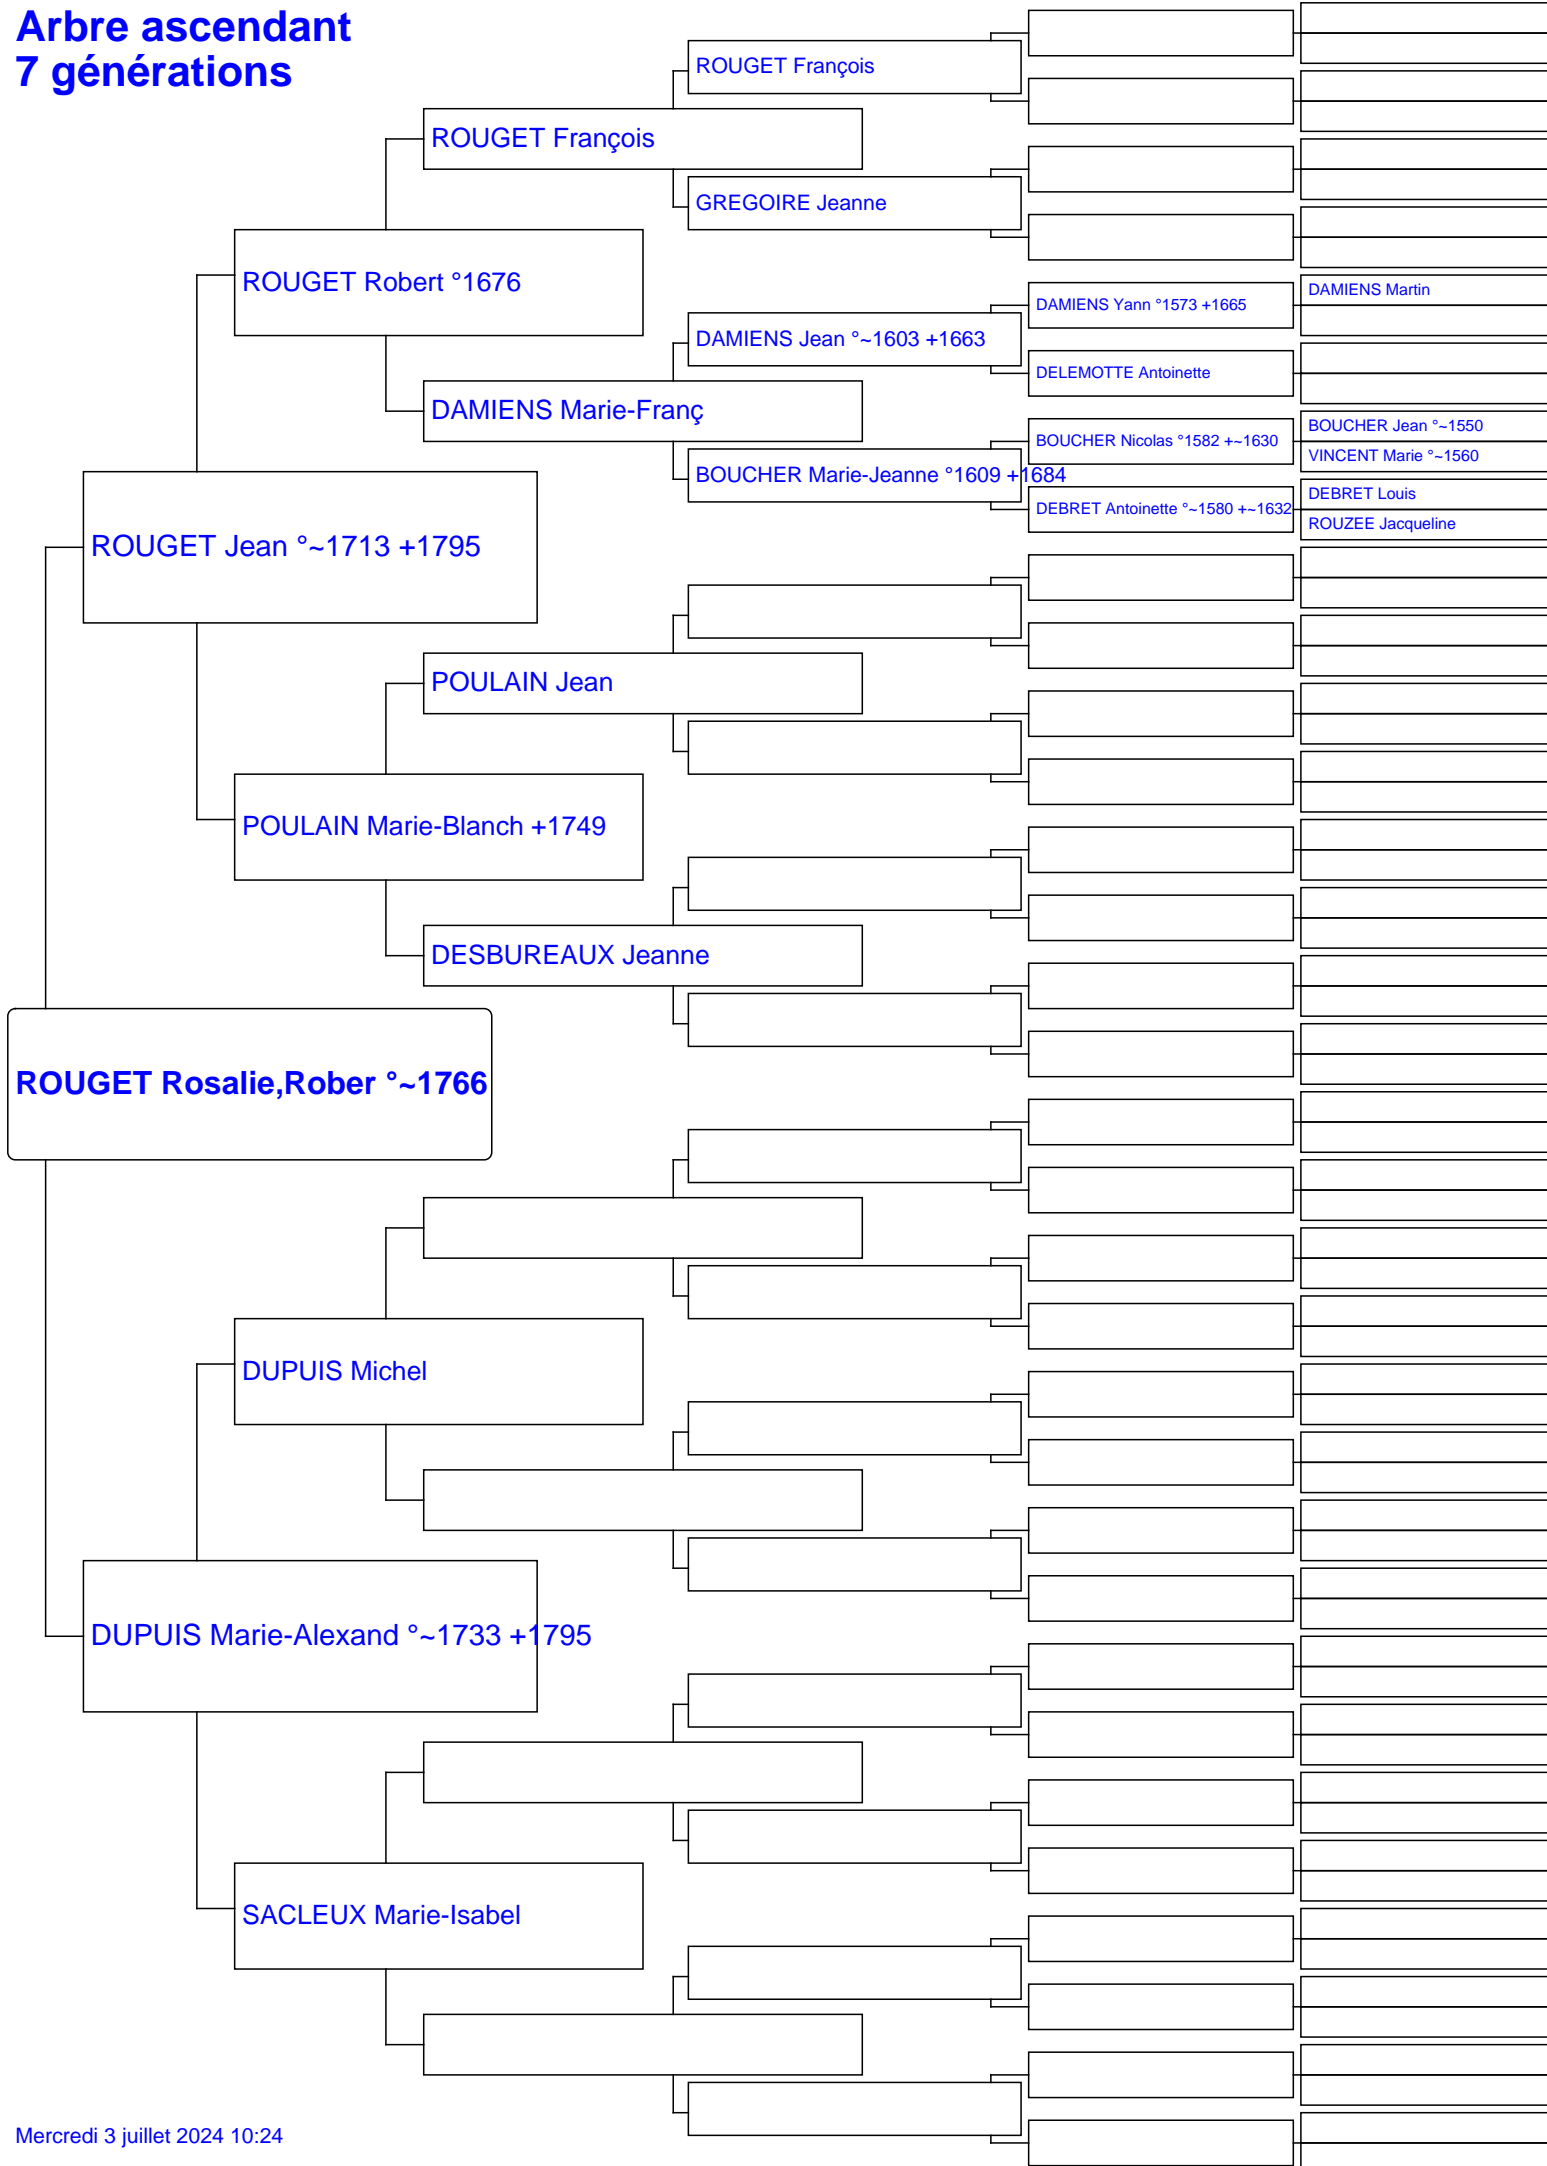 Arbre ascendant
7 générations
ROUGET François
ROUGET François
GREGOIRE Jeanne
ROUGET Robert °1676
DAMIENS Martin
DAMIENS Yann °1573 +1665
DAMIENS Jean °~1603 +1663
DELEMOTTE Antoinette
DAMIENS Marie-Franç
BOUCHER Jean °~1550
BOUCHER Nicolas °1582 +~1630
VINCENT Marie °~1560
BOUCHER Marie-Jeanne °1609 +1684
DEBRET Louis
DEBRET Antoinette °~1580 +~1632
ROUZEE Jacqueline
ROUGET Jean °~1713 +1795
POULAIN Jean
POULAIN Marie-Blanch +1749
DESBUREAUX Jeanne
ROUGET Rosalie,Rober °~1766
DUPUIS Michel
DUPUIS Marie-Alexand °~1733 +1795
SACLEUX Marie-Isabel
Mercredi 3 juillet 2024 10:24